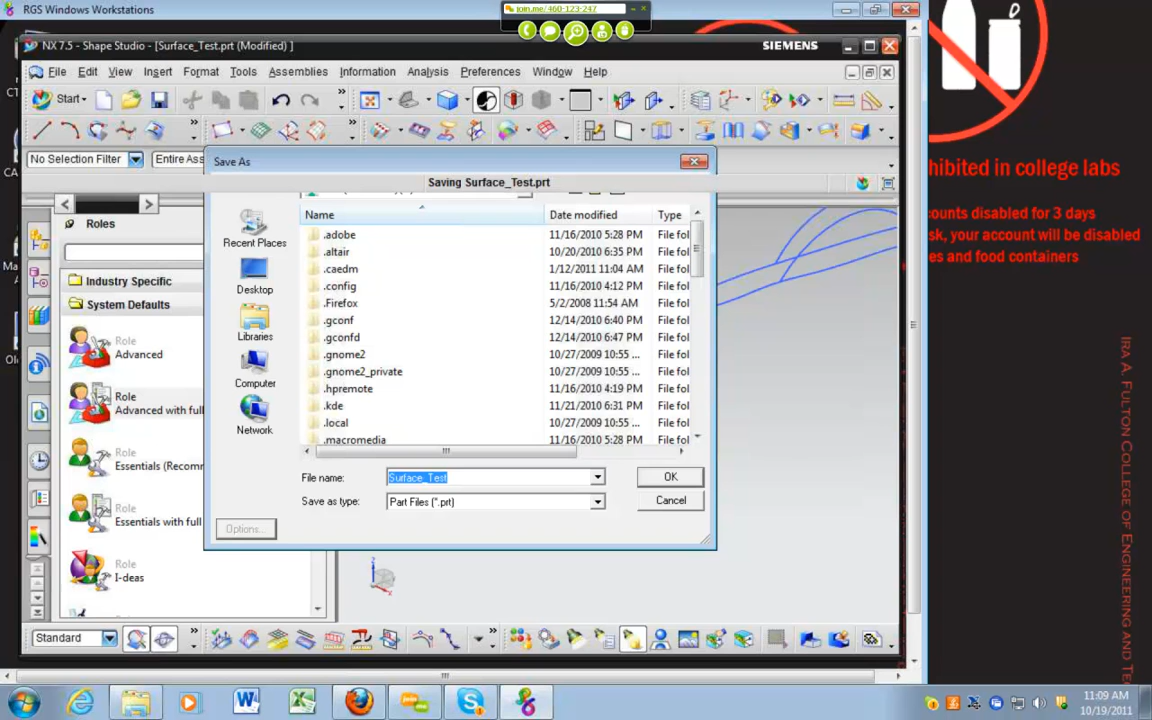 RGS Windows Workstations
join.me/460-123-247
NX 7.5 - Shape Studio - [Surface_Test.prt (Modified) ]
SIEMENS
File Edit View Insert Format Tools Assemblies Information Analysis Preferences Window Help
Start
No Selection Filter
Entire Ass
Save As
Saving Surface_Test.prt
Roles
Industry Specific
System Defaults
Role
Advanced
Role
Advanced with full
Role
Essentials (Recomm
Role
Essentials with full
Role
I-deas
Recent Places
Desktop
Libraries
Computer
Network
Name Date modified Type
.adobe 11/16/2010 5:28 PM File fol
.altair 10/20/2010 6:35 PM File fol
.caedm 1/12/2011 11:04 AM File fol
.config 11/16/2010 4:12 PM File fol
.Firefox 5/2/2008 11:54 AM File fol
.gconf 12/14/2010 6:40 PM File fol
.gconfd 12/14/2010 6:47 PM File fol
.gnome2 10/27/2009 10:55 ... File fol
.gnome2_private 10/27/2009 10:55 ... File fol
.hpremote 11/16/2010 4:19 PM File fol
.kde 11/21/2010 6:31 PM File fol
.local 10/27/2009 10:55 ... File fol
.macromedia 11/16/2010 5:28 PM File fol
File name: Surface_Test OK
Save as type: Part Files (*.prt) Cancel
Options...
Standard
hibited in college labs
counts disabled for 3 days
sk, your account will be disabled
es and food containers
IRA A. FULTON COLLEGE OF ENGINEERING AND TE
11:09 AM
10/19/2011